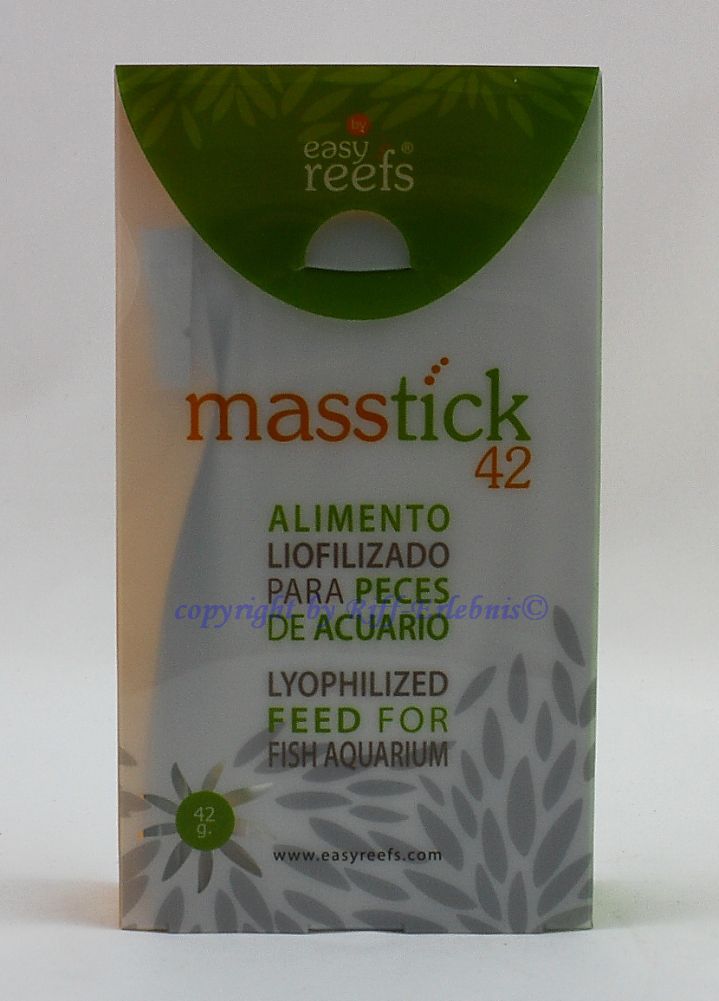 by
easy
reefs®
masstick
42
ALIMENTO
LIOFILIZADO
PARA PECES
copyright by Riff-Erlebnis©
DE ACUARIO
LYOPHILIZED
FEED FOR
FISH AQUARIUM
42
g.
www.easyreefs.com